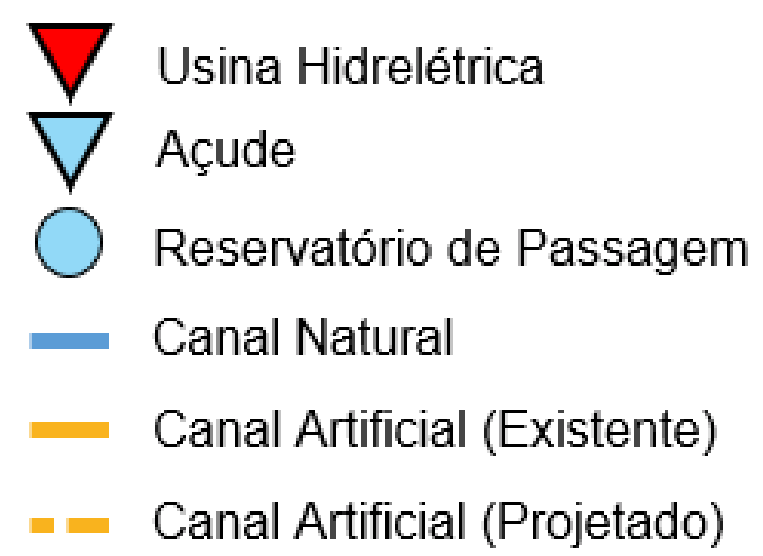 Usina Hidrelétrica
Açude
Reservatório de Passagem
Canal Natural
Canal Artificial (Existente)
Canal Artificial (Projetado)